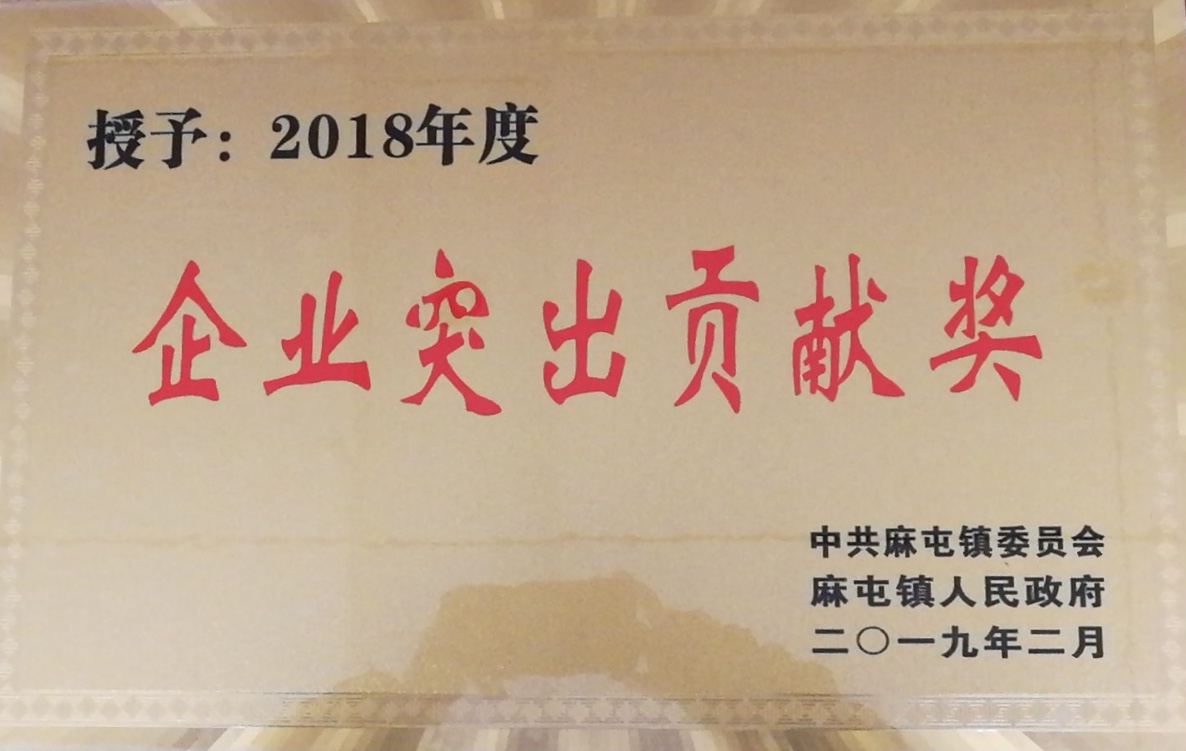 授予：2018年度
企业突出贡献奖
中共麻屯镇委员会
麻屯镇人民政府
二〇一九年二月